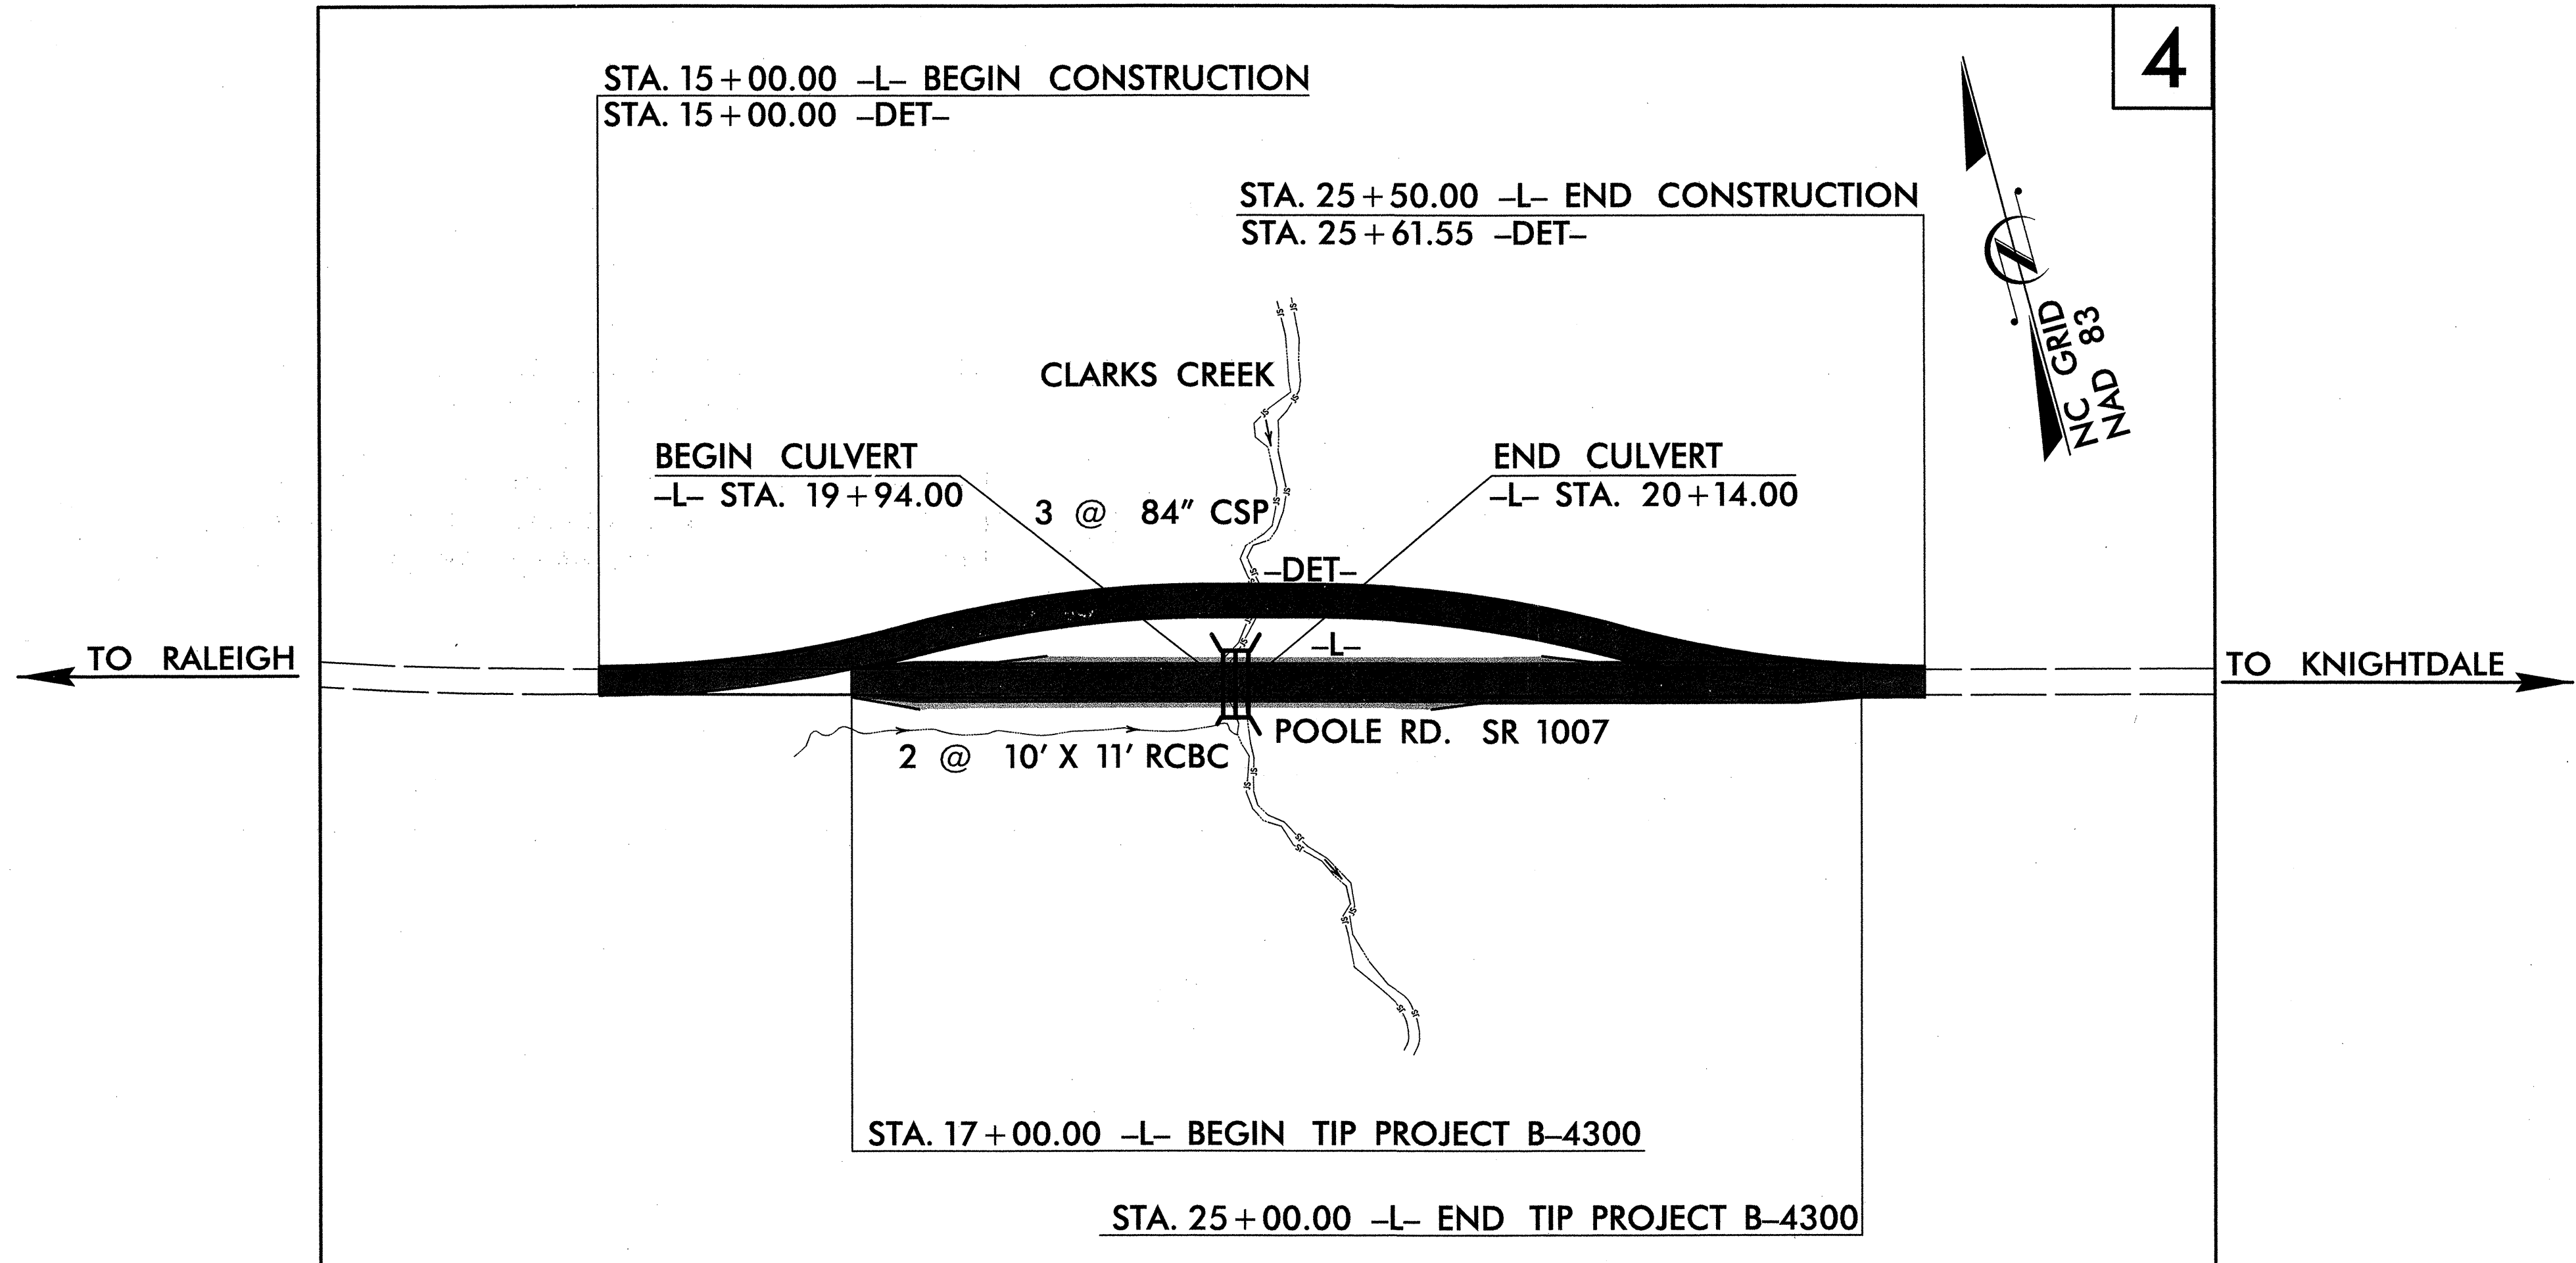 4
STA. 15+00.00 –L– BEGIN CONSTRUCTION
STA. 15+00.00 –DET–
STA. 25+50.00 –L– END CONSTRUCTION
STA. 25+61.55 –DET–
NC GRID
NAD 83
CLARKS CREEK
BEGIN CULVERT
–L– STA. 19+94.00
3 @ 84" CSP
END CULVERT
–L– STA. 20+14.00
–DET–
–L–
TO RALEIGH
TO KNIGHTDALE
POOLE RD. SR 1007
2 @ 10' X 11' RCBC
STA. 17+00.00 –L– BEGIN TIP PROJECT B–4300
STA. 25+00.00 –L– END TIP PROJECT B–4300